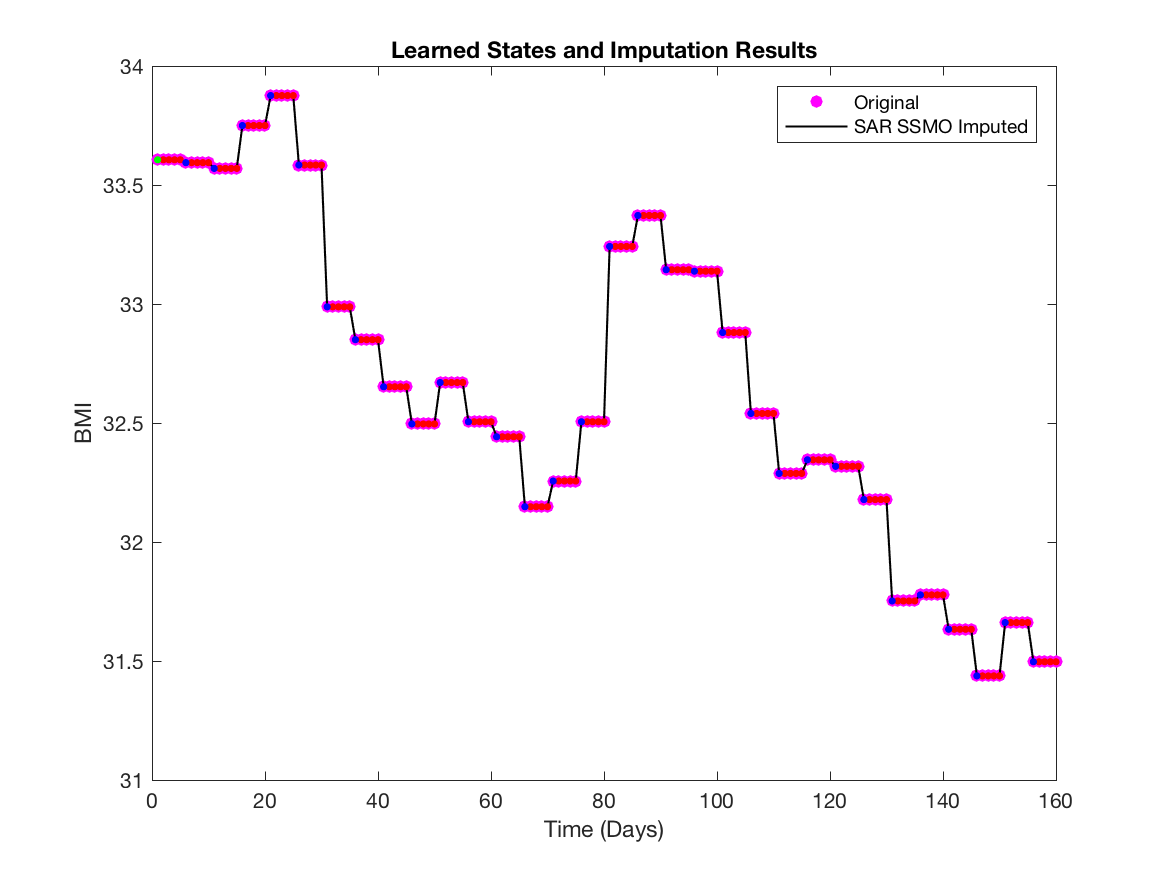 Learned States and Imputation Results
Original
SAR SSMO Imputed
34
33.5
33
32.5
32
31.5
31
BMI
0 20 40 60 80 100 120 140 160
Time (Days)